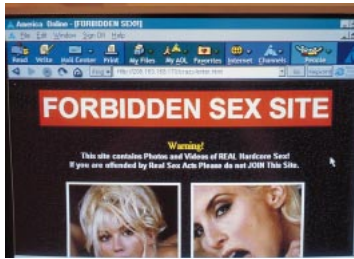 America Online - [FORBIDDEN SEX!!]
File Edit Window Sign Off Help
Read Write Mail Center Print My Files My AOL Favorites Internet Channels People
FORBIDDEN SEX SITE
Warning!
This site contains Photos and Videos of REAL Hardcore Sex!
If you are offended by Real Sex Acts Please do not JOIN This Site.